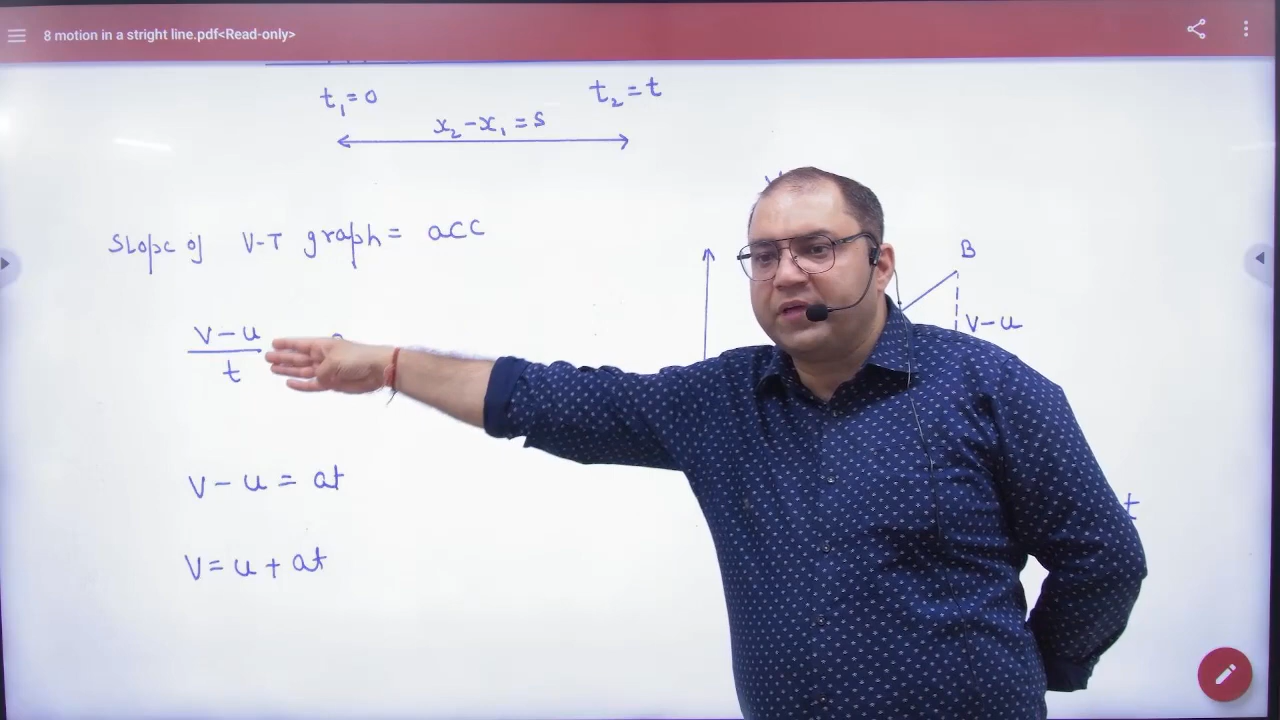 8 motion in a stright line.pdf<Read-only>
t₁=0
t₂=t
x₂-x₁=s
Slope of V-T graph= acc
B
V-u
t
V-u
t
V-u = at
V=u+at